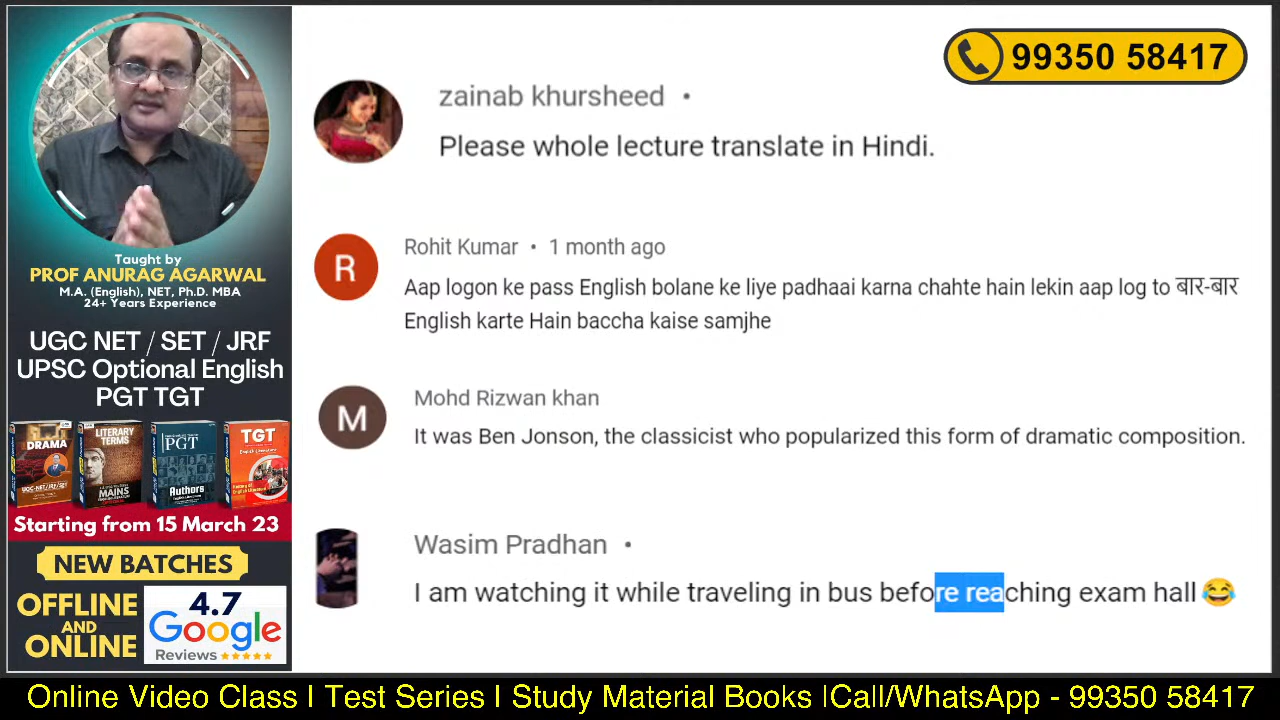 99350 58417
zainab khursheed •
Please whole lecture translate in Hindi.
Rohit Kumar • 1 month ago
Aap logon ke pass English bolane ke liye padhaai karna chahte hain lekin aap log to बार-बार
English karte Hain baccha kaise samjhe
M
Mohd Rizwan khan
It was Ben Jonson, the classicist who popularized this form of dramatic composition.
Wasim Pradhan •
I am watching it while traveling in bus before reaching exam hall 😂
R
Taught by
PROF ANURAG AGARWAL
M.A. (English), NET, Ph.D. MBA
24+ Years Experience
UGC NET / SET / JRF
UPSC Optional English
PGT TGT
DRAMA
UGC-NET/JRF/SET
LITERARY
TERMS
MAINS
PGT
Authors
TGT
Starting from 15 March 23
NEW BATCHES
OFFLINE
AND
ONLINE
4.7
Google
Reviews ★★★★★
Online Video Class I Test Series I Study Material Books |Call/WhatsApp - 99350 58417